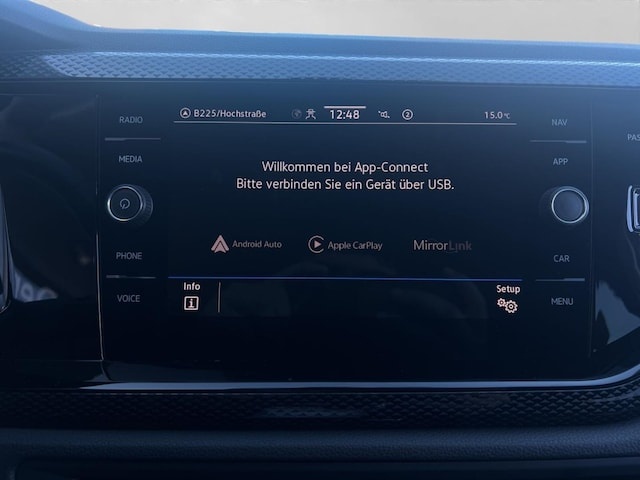 RADIO
MEDIA
PHONE
VOICE
B225/Hochstraße
12:48
2
15.0°C
Willkommen bei App-Connect
Bitte verbinden Sie ein Gerät über USB.
Android Auto
Apple CarPlay
MirrorLink
Info
i
Setup
NAV
APP
CAR
MENU